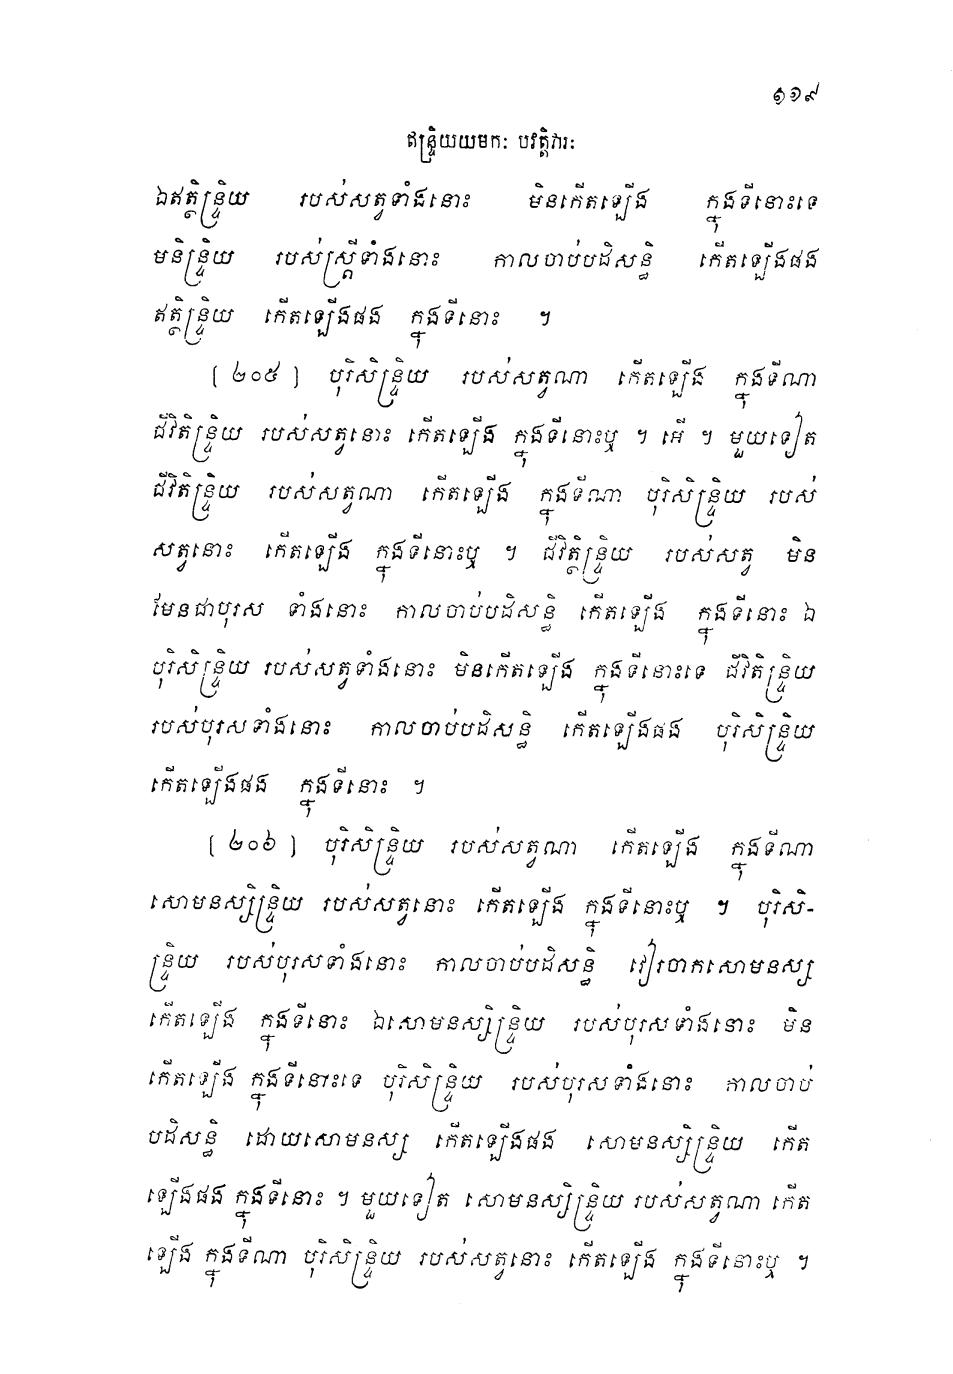 ១១៩
ឥន្ទ្រិយយមកៈ បវត្តិវារៈ
ឯឥត្ថិន្ទ្រិយ របស់សត្វទាំងនោះ មិនកើតឡើង ក្នុងទីនោះទេ
មនិន្ទ្រិយ របស់ស្ត្រីទាំងនោះ កាលចាប់បដិសន្ធិ កើតឡើងផង
ឥត្ថិន្ទ្រិយ កើតឡើងផង ក្នុងទីនោះ ។
[ ២០៥ ] បុរិសិន្ទ្រិយ របស់សត្វណា កើតឡើង ក្នុងទីណា
ជីវិតិន្ទ្រិយ របស់សត្វនោះ កើតឡើង ក្នុងទីនោះឬ ។ អើ ។ មួយទៀត
ជីវិតិន្ទ្រិយ របស់សត្វណា កើតឡើង ក្នុងទីណា បុរិសិន្ទ្រិយ របស់
សត្វនោះ កើតឡើង ក្នុងទីនោះឬ ។ ជីវិត្តិន្ទ្រិយ របស់សត្វ មិន
មែនជាបុរស ទាំងនោះ កាលចាប់បដិសន្ធិ កើតឡើង ក្នុងទីនោះ ឯ
បុរិសិន្ទ្រិយ របស់សត្វទាំងនោះ មិនកើតឡើង ក្នុងទីនោះទេ ជីវិតិន្ទ្រិយ
របស់បុរសទាំងនោះ កាលចាប់បដិសន្ធិ កើតឡើងផង បុរិសិន្ទ្រិយ
កើតឡើងផង ក្នុងទីនោះ ។
[ ២០៦ ] បុរិសិន្ទ្រិយ របស់សត្វណា កើតឡើង ក្នុងទីណា
សោមនស្សិន្ទ្រិយ របស់សត្វនោះ កើតឡើង ក្នុងទីនោះឬ ។ បុរិសិ-
ន្ទ្រិយ របស់បុរសទាំងនោះ កាលចាប់បដិសន្ធិ វៀរចាកសោមនស្ស
កើតឡើង ក្នុងទីនោះ ឯសោមនស្សិន្ទ្រិយ របស់បុរសទាំងនោះ មិន
កើតឡើង ក្នុងទីនោះទេ បុរិសិន្ទ្រិយ របស់បុរសទាំងនោះ កាលចាប់
បដិសន្ធិ ដោយសោមនស្ស កើតឡើងផង សោមនស្សិន្ទ្រិយ កើត
ឡើងផង ក្នុងទីនោះ ។ មួយទៀត សោមនស្សិន្ទ្រិយ របស់សត្វណា កើត
ឡើង ក្នុងទីណា បុរិសិន្ទ្រិយ របស់សត្វនោះ កើតឡើង ក្នុងទីនោះឬ ។